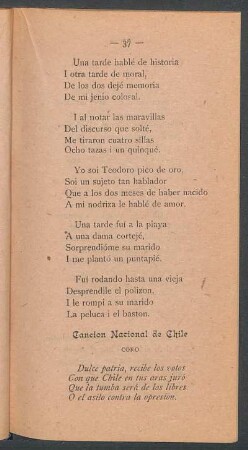 — 37 —
Una tarde hablé de historia
I otra tarde de moral,
De los dos dejé memoria
De mi jenio colosal.
I al notar las maravillas
Del discurso que solté,
Me tiraron cuatro sillas
Ocho tazas i un quinqué.
Yo soi Teodoro pico de oro,
Soi un sujeto tan hablador
Que a los dos meses de haber nacido
A mi nodriza le hablé de amor.
Una tarde fui a la playa
A una dama cortejé,
Sorprendióme su marido
I me plantó un puntapié.
Fui rodando hasta una vieja
Desprendile el polizon,
I le rompí a su marido
La peluca i el baston.
Cancion Nacional de Chile
CORO
Dulce patria, recibe los votos
Con que Chile en tus aras juró
Que la tumba será de los libres
O el asilo contra la opresion.